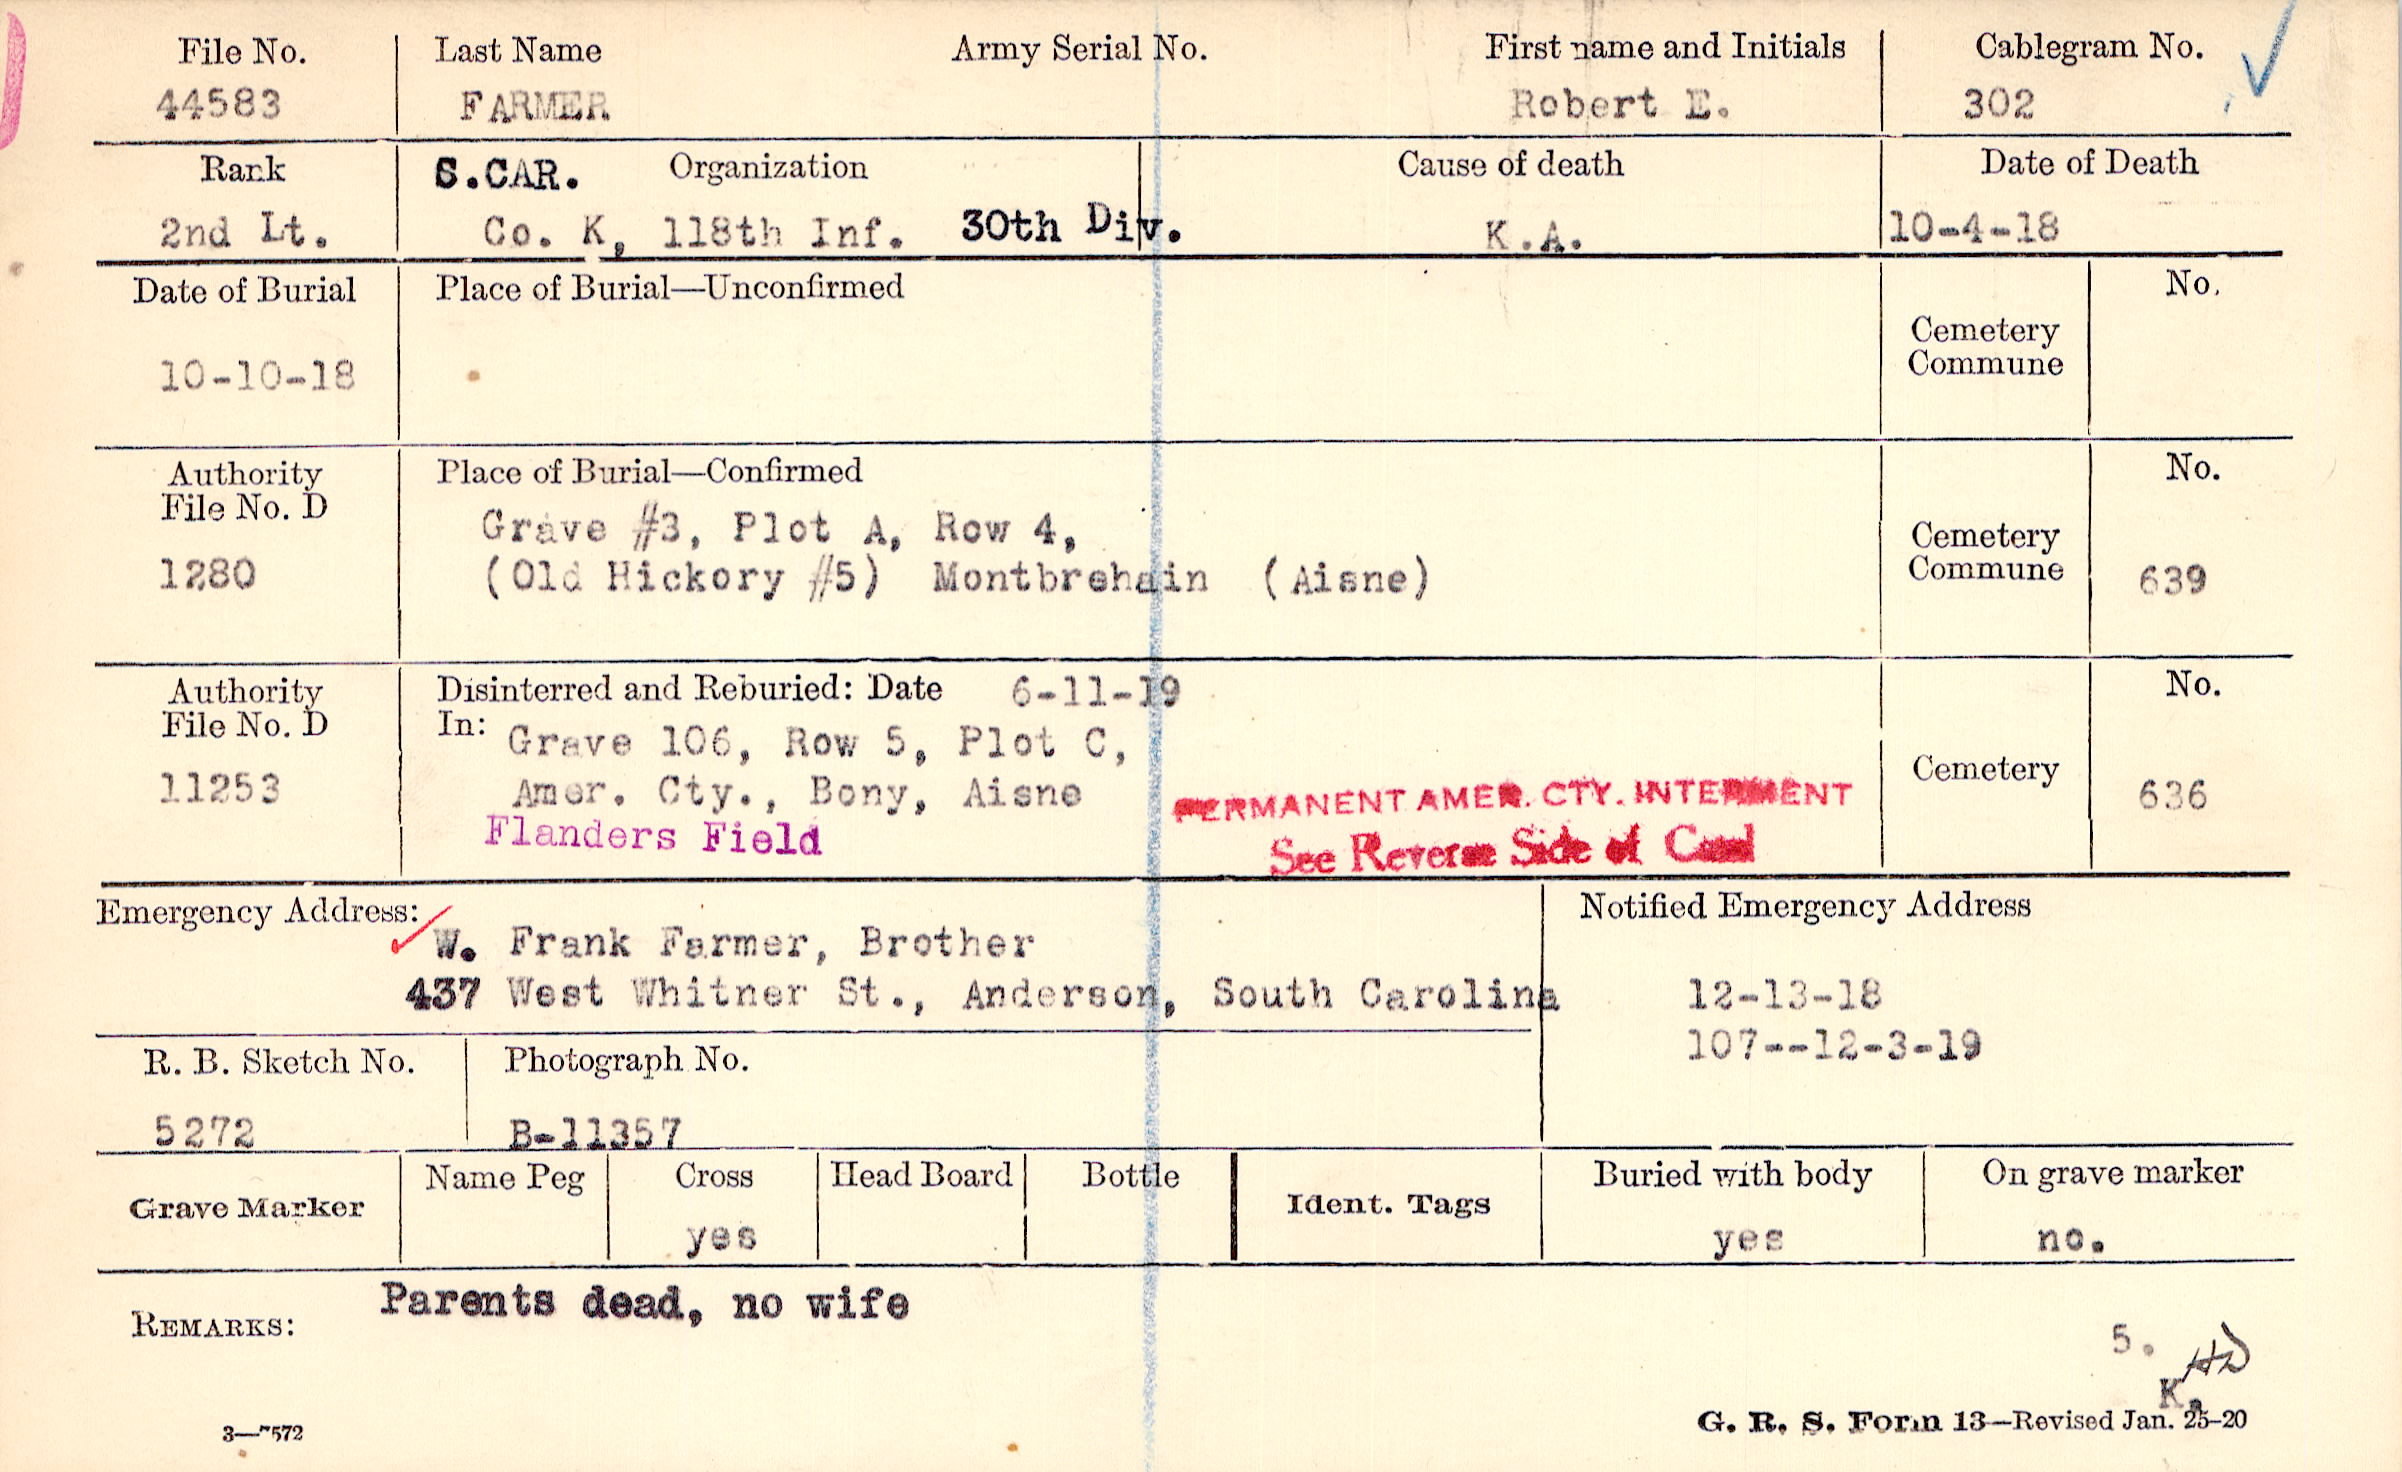 File No. Last Name Army Serial No. First name and Initials Cablegram No.
44583 FARMER Robert E. 302
Rank S.CAR. Organization Cause of death Date of Death
2nd Lt. Co. K, 118th Inf. 30th Div. K.A. 10-4-18
Date of Burial Place of Burial—Unconfirmed No.
Cemetery
Commune
10-10-18
Authority Place of Burial—Confirmed No.
File No. D
Grave #3, Plot A, Row 4, Cemetery
1280 (Old Hickory #5) Montbrehain (Aisne) Commune 639
Authority Disinterred and Reburied: Date 6-11-19 No.
File No. D In: Grave 106, Row 5, Plot C,
Cemetery
11253 Amer. Cty., Bony, Aisne PERMANENT AMER. CTY. INTERMENT 636
Flanders Field See Reverse Side of Card
Emergency Address: Notified Emergency Address
W. Frank Farmer, Brother
437 West Whitner St., Anderson, South Carolina 12-13-18
107--12-3-19
R. B. Sketch No. Photograph No.
5272 B-11357
Grave Marker Name Peg Cross Head Board Bottle Ident. Tags Buried with body On grave marker
yes yes no.
Parents dead, no wife
REMARKS:
5.
HD
K.
3—7572 G. R. S. Form 13—Revised Jan. 25-20